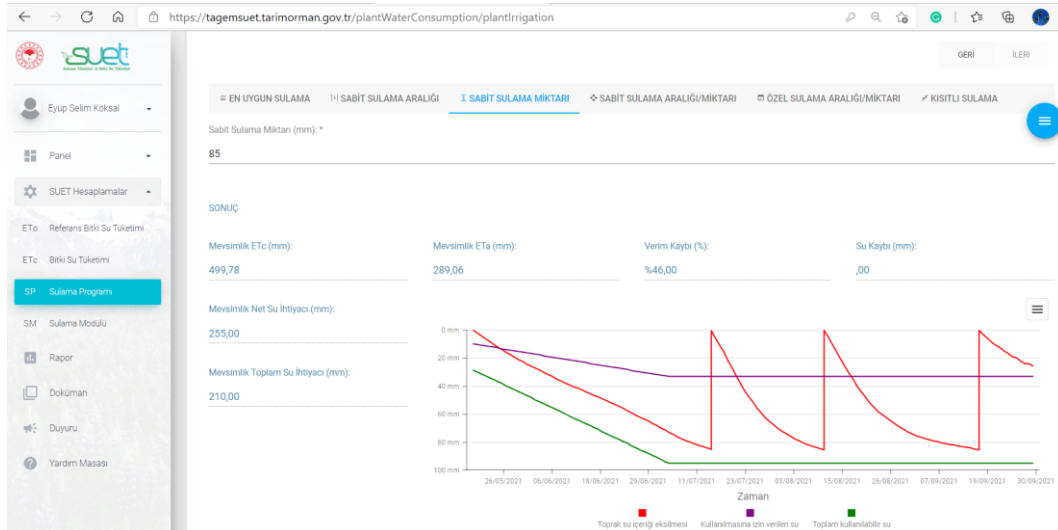 https://tagemsuet.tarimorman.gov.tr/plantWaterConsumption/plantIrrigation
suet
GERİ İLERİ
Eyüp Selim Köksal
EN UYGUN SULAMA SABİT SULAMA ARALIĞI SABİT SULAMA MİKTARI SABİT SULAMA ARALIĞI/MİKTARI ÖZEL SULAMA ARALIĞI/MİKTARI KISITLI SULAMA
Sabit Sulama Miktarı (mm): *
85
Panel
SUET Hesaplamalar
ETo Referans Bitki Su Tüketimi
ETc Bitki Su Tüketimi
SP Sulama Programı
SM Sulama Modülü
Rapor
Doküman
Duyuru
Yardım Masası
SONUÇ
Mevsimlik ETc (mm): Mevsimlik ETa (mm): Verim Kaybı (%): Su Kaybı (mm):
499,78 289,06 %46,00 ,00
Mevsimlik Net Su İhtiyacı (mm):
255,00
Mevsimlik Toplam Su İhtiyacı (mm):
210,00
0 mm
20 mm
40 mm
60 mm
80 mm
100 mm
26/05/2021 06/06/2021 18/06/2021 29/06/2021 11/07/2021 23/07/2021 03/08/2021 15/08/2021 26/08/2021 07/09/2021 19/09/2021 30/09/2021
Zaman
Toprak su içeriği eksilmesi Kullanılmasına izin verilen su Toplam kullanılabilir su